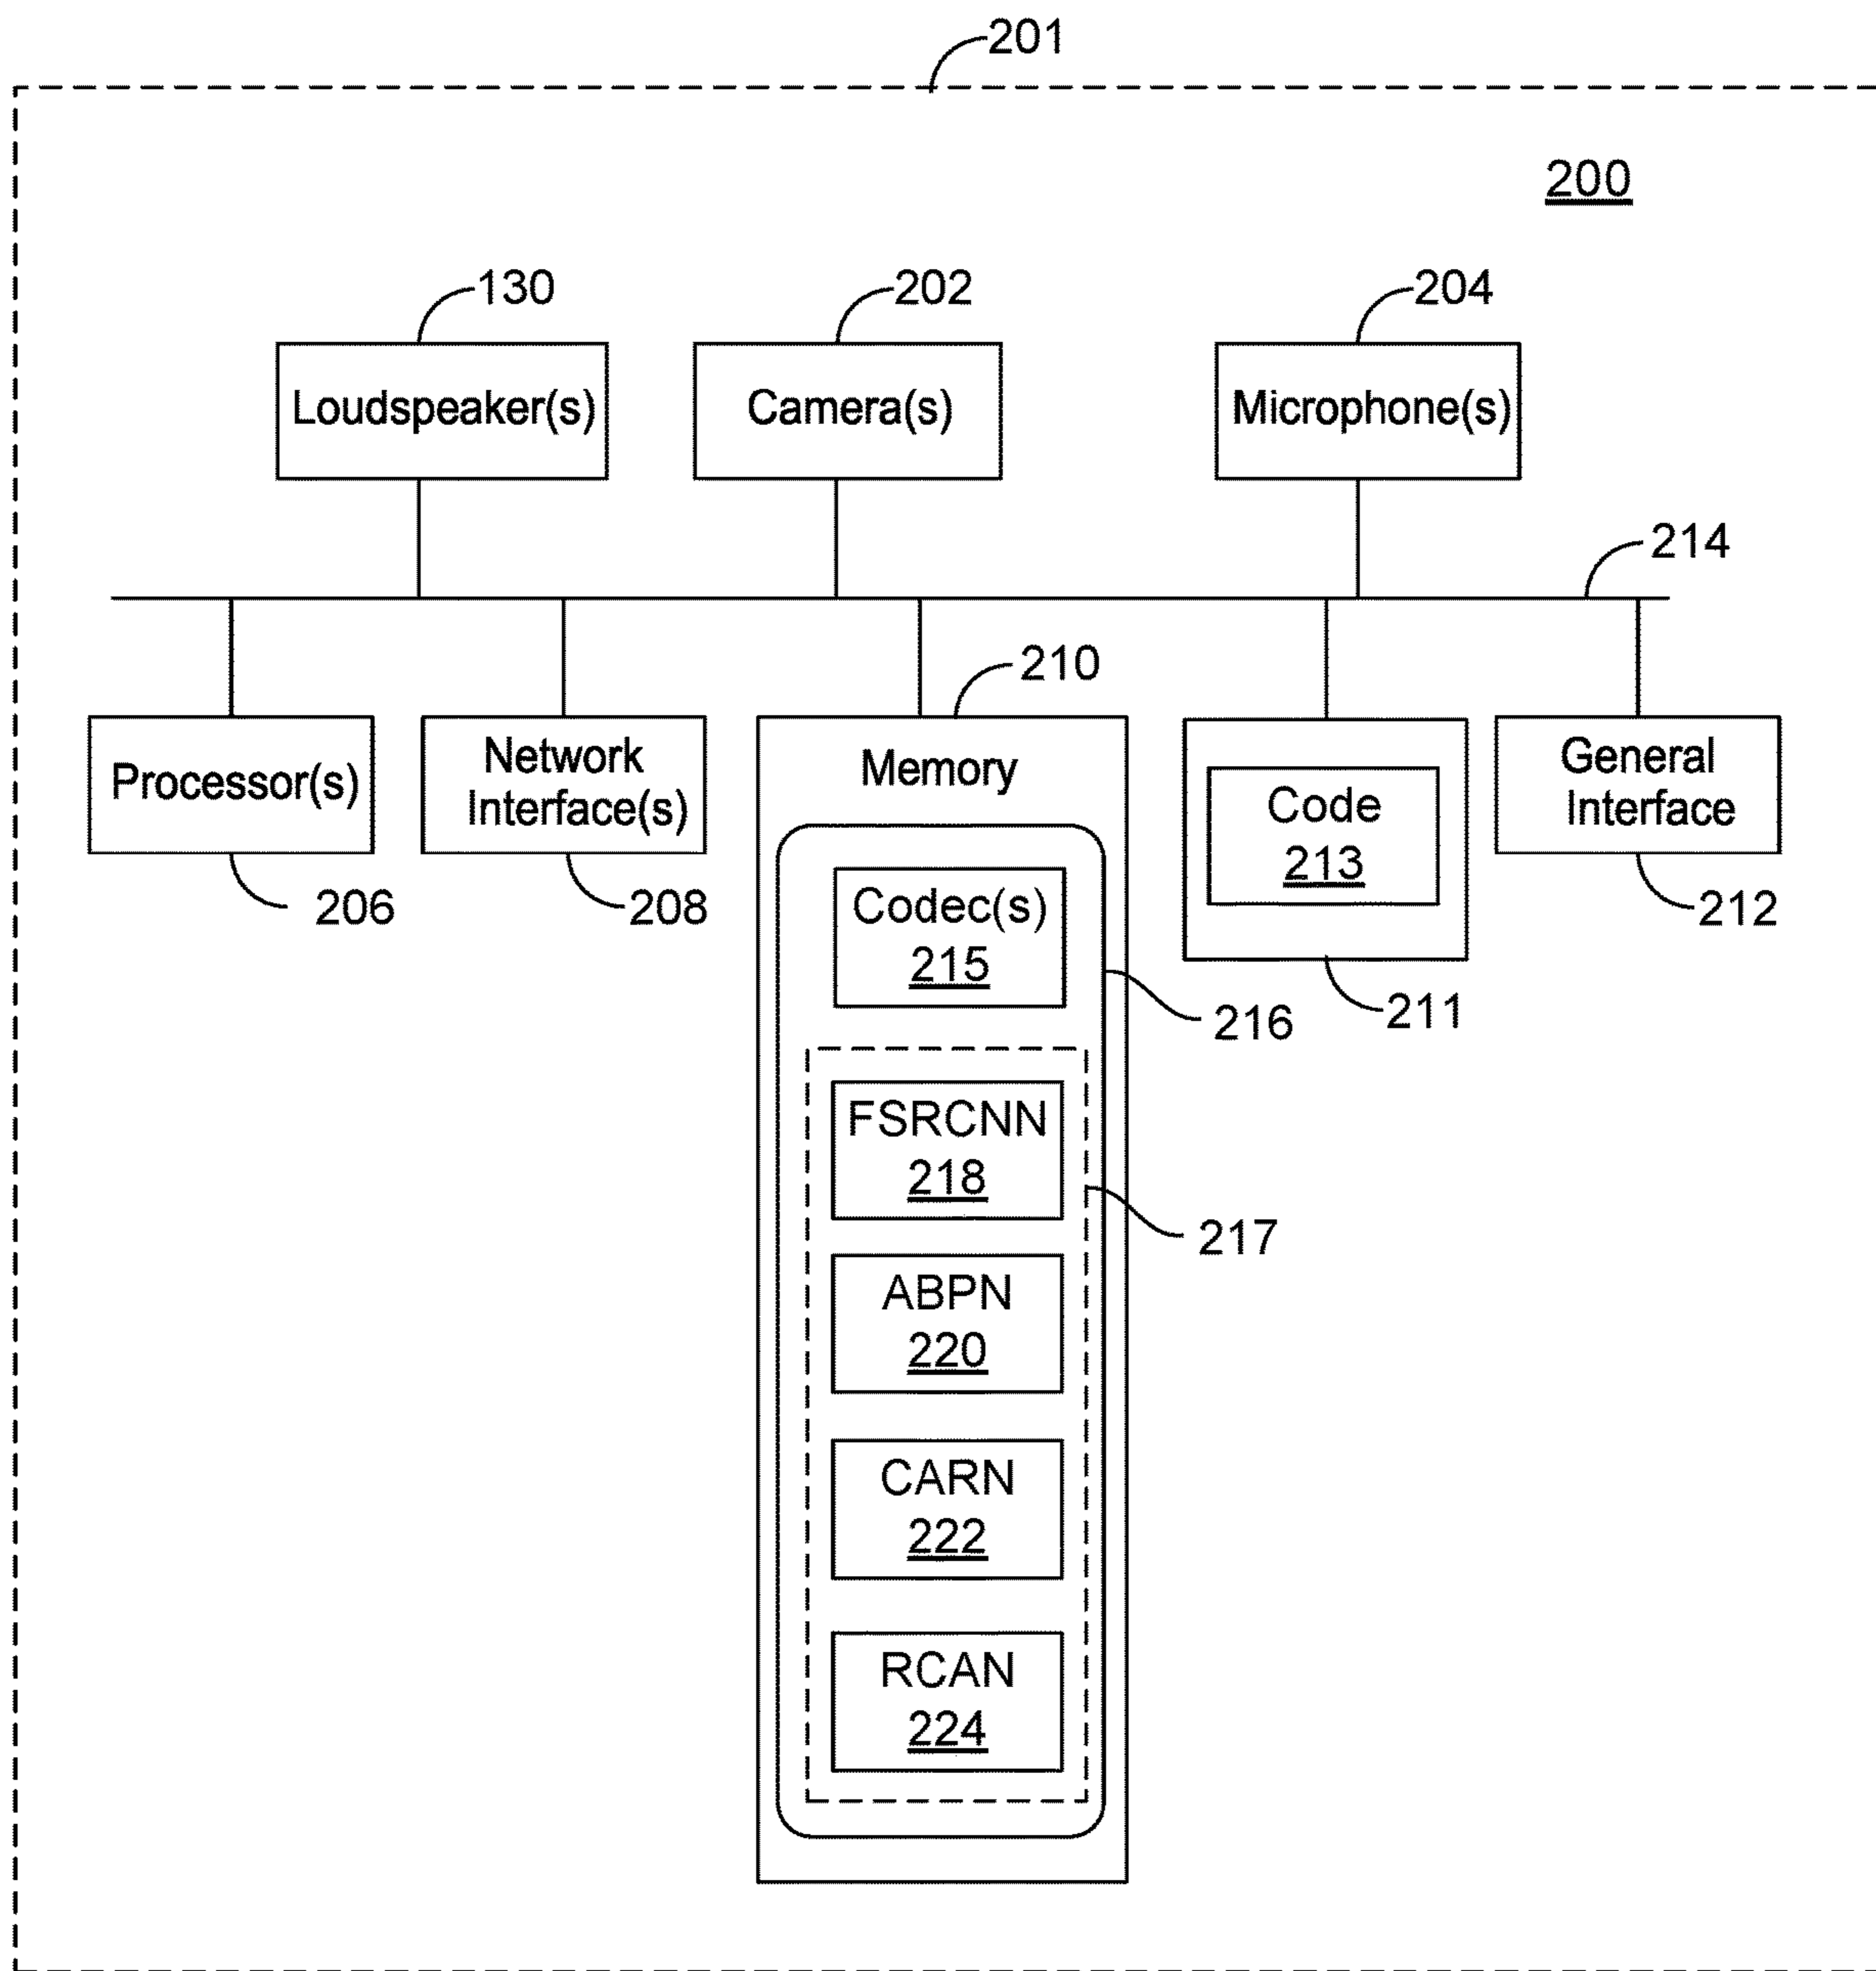 201
200
130
202
204
Loudspeaker(s)
Camera(s)
Microphone(s)
214
210
Processor(s)
Network
Interface(s)
Memory
Code
213
General
Interface
206
208
Codec(s)
215
212
216
211
FSRCNN
218
217
ABPN
220
CARN
222
RCAN
224